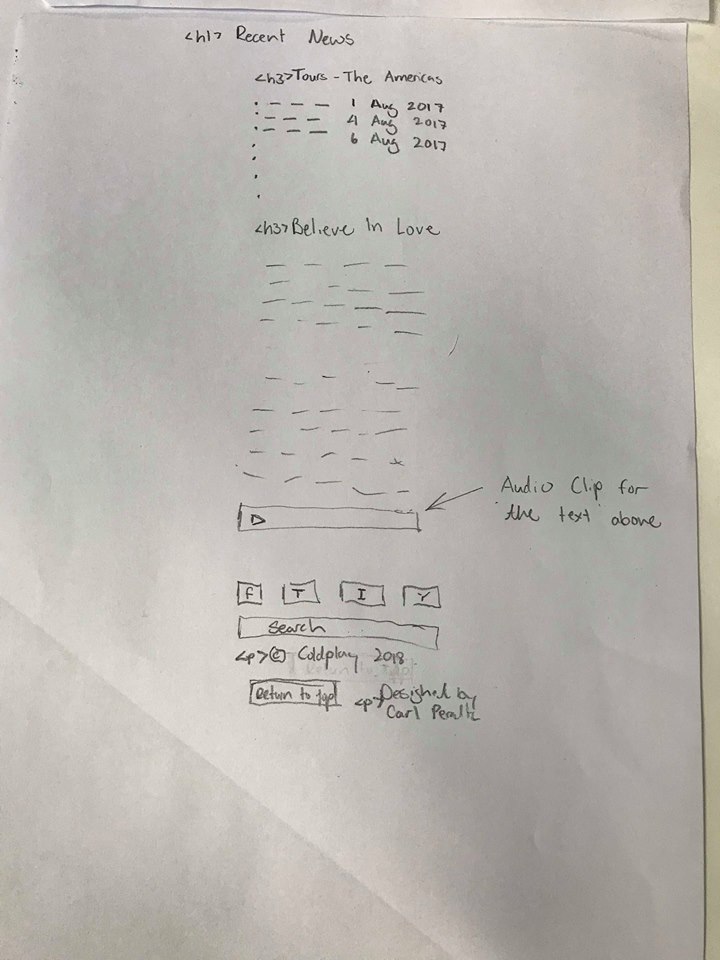 <h1> Recent News
<h3>Tours - The Americas
1 Aug 2017
4 Aug 2017
6 Aug 2017
<h3>Believe In Love
Audio Clip for
the text above
F T I Y
Search
<p>© Coldplay 2018
Return to top
<p>Designed by
Carl Peralta